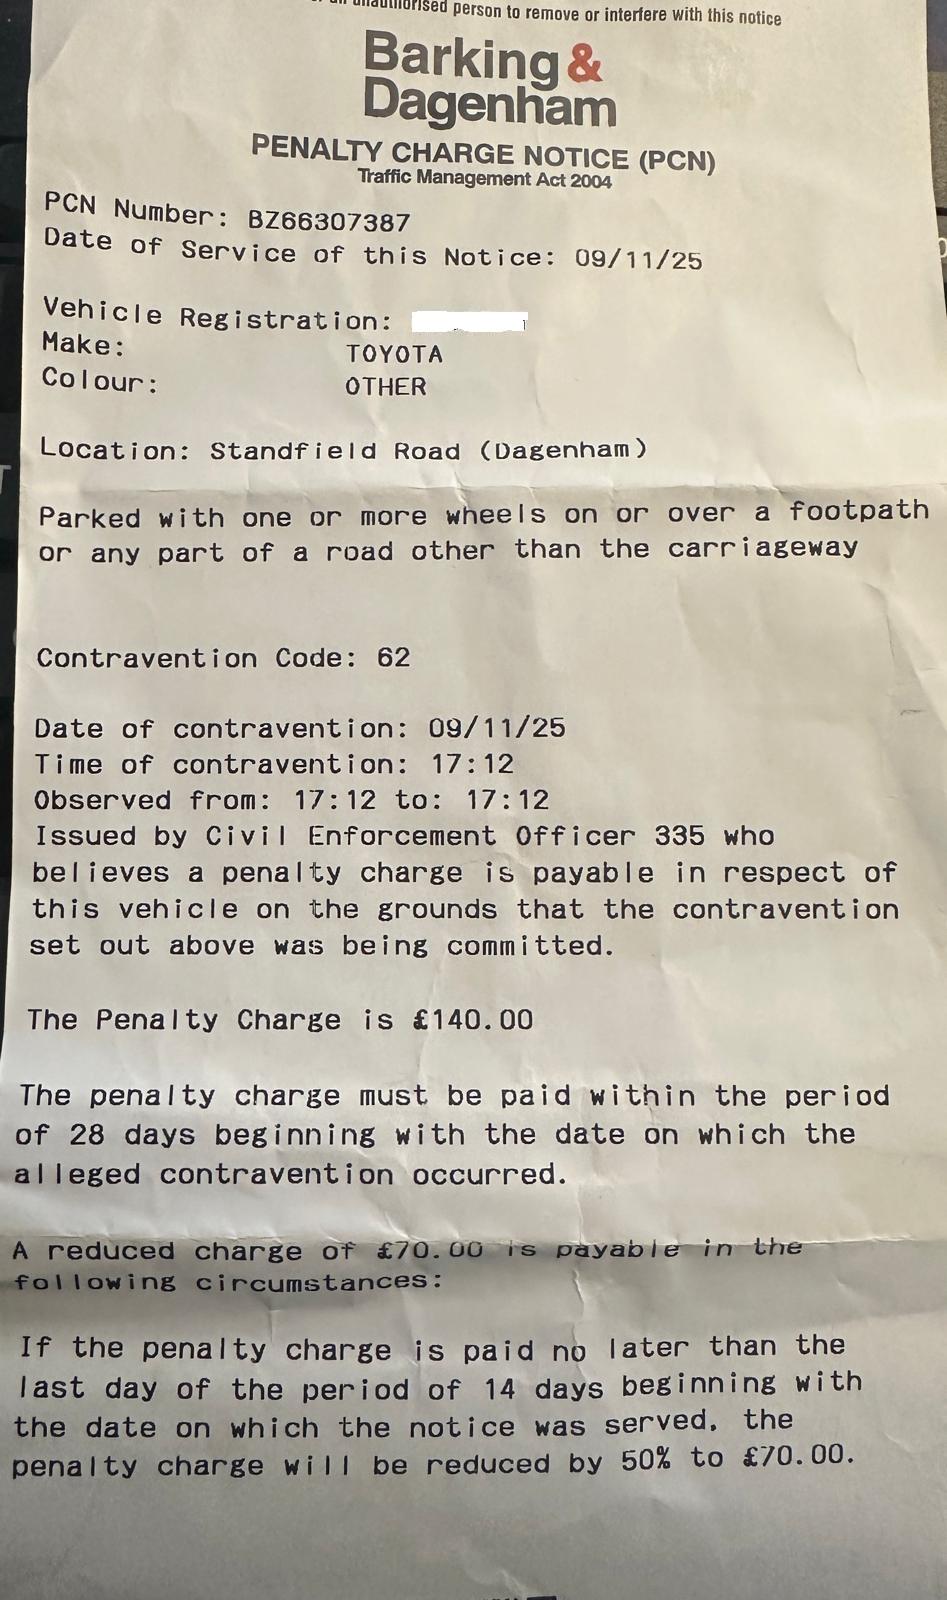 unauthorised person to remove or interfere with this notice
Barking &
Dagenham
PENALTY CHARGE NOTICE (PCN)
Traffic Management Act 2004
PCN Number: BZ66307387
Date of Service of this Notice: 09/11/25
Vehicle Registration:
Make: TOYOTA
Colour: OTHER
Location: Standfield Road (Dagenham)
Parked with one or more wheels on or over a footpath
or any part of a road other than the carriageway
Contravention Code: 62
Date of contravention: 09/11/25
Time of contravention: 17:12
Observed from: 17:12 to: 17:12
Issued by Civil Enforcement Officer 335 who
believes a penalty charge is payable in respect of
this vehicle on the grounds that the contravention
set out above was being committed.
The Penalty Charge is £140.00
The penalty charge must be paid within the period
of 28 days beginning with the date on which the
alleged contravention occurred.
A reduced charge of £70.00 is payable in the
following circumstances:
If the penalty charge is paid no later than the
last day of the period of 14 days beginning with
the date on which the notice was served, the
penalty charge will be reduced by 50% to £70.00.